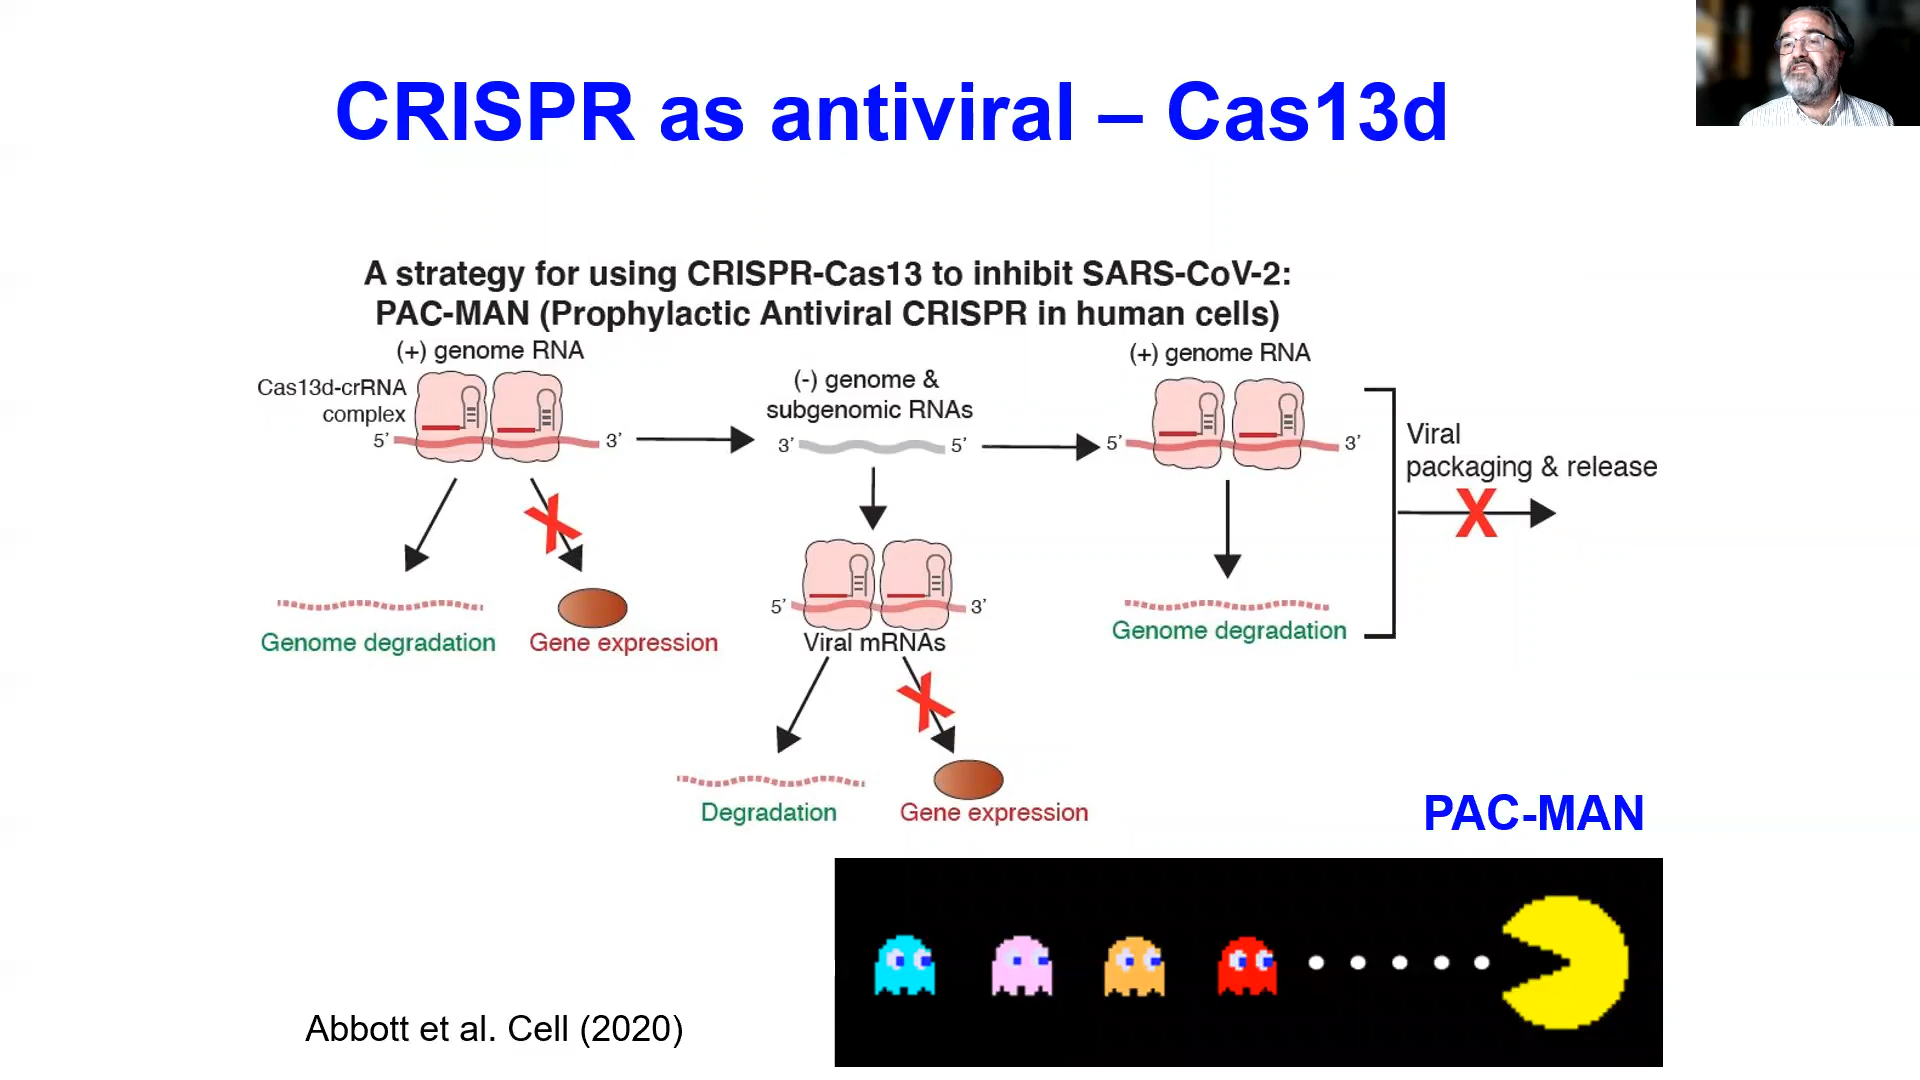 CRISPR as antiviral – Cas13d
A strategy for using CRISPR-Cas13 to inhibit SARS-CoV-2:
PAC-MAN (Prophylactic Antiviral CRISPR in human cells)
(+) genome RNA
Cas13d-crRNA
complex
5’
3’
(-) genome &
subgenomic RNAs
3’
5’
(+) genome RNA
5’
3’
Viral
packaging & release
X
X
Genome degradation
Gene expression
5’
3’
Viral mRNAs
Genome degradation
X
Degradation
Gene expression
PAC-MAN
Abbott et al. Cell (2020)